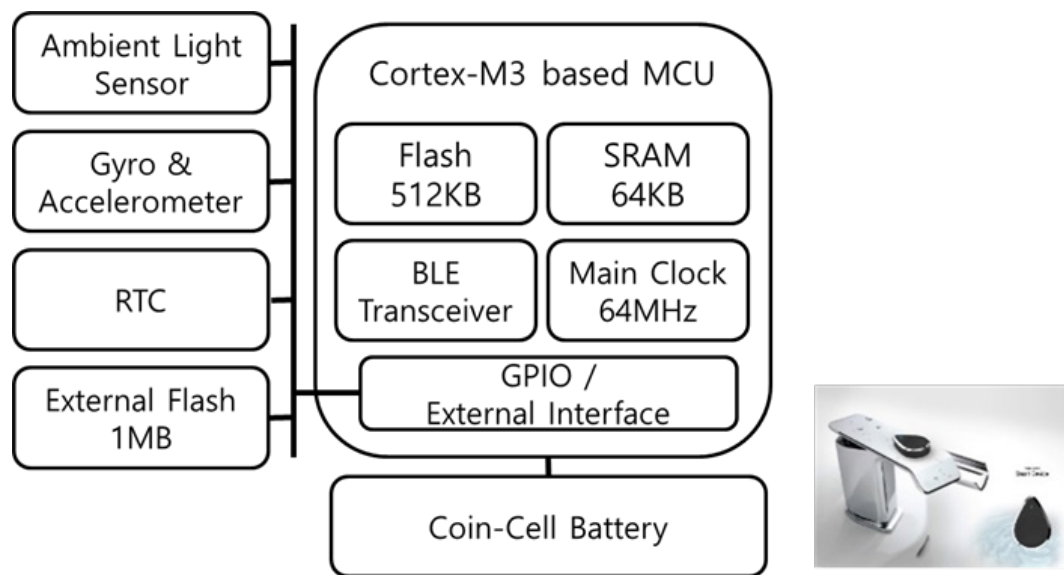 Ambient Light
Sensor
Gyro &
Accelerometer
RTC
External Flash
1MB
Cortex-M3 based MCU
Flash
512KB
SRAM
64KB
BLE
Transceiver
Main Clock
64MHz
GPIO /
External Interface
Coin-Cell Battery
Smart Device